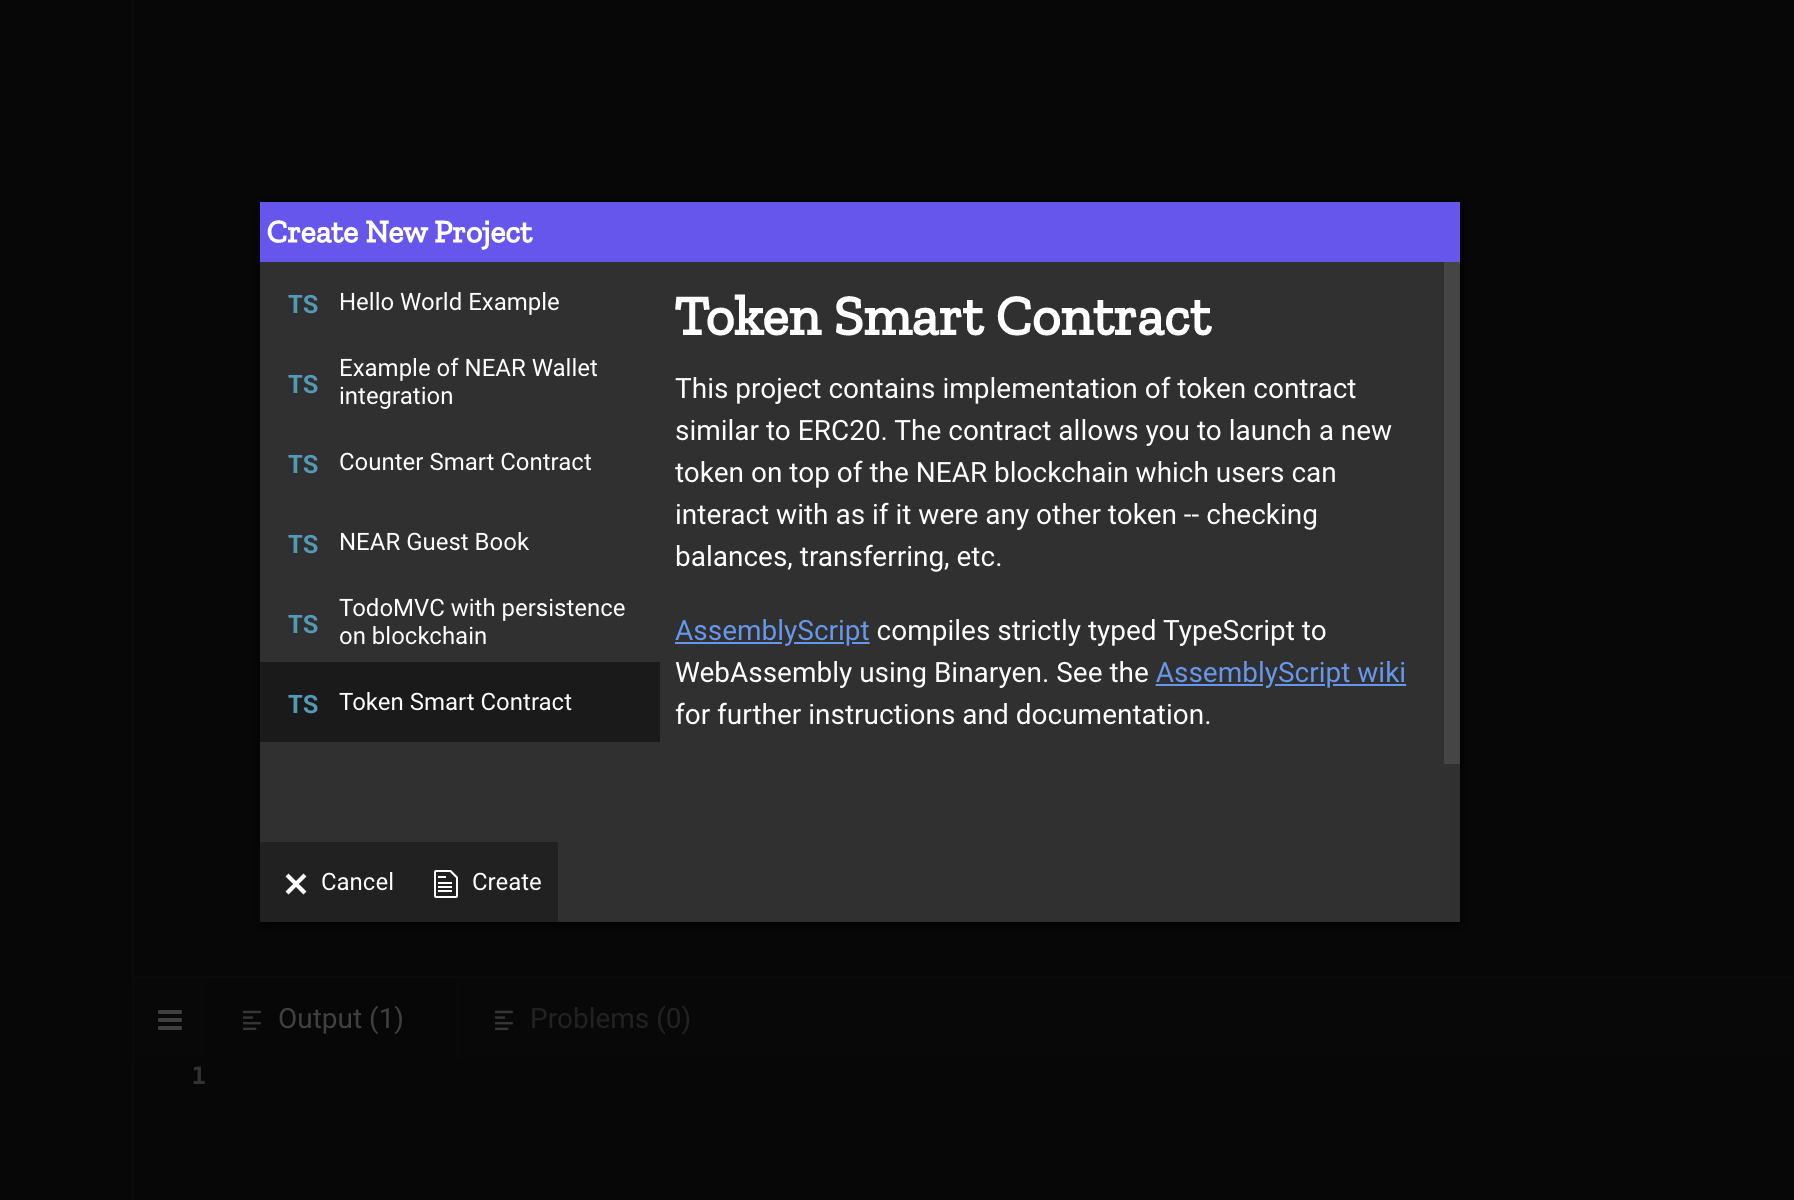 Create New Project
TS Hello World Example
TS Example of NEAR Wallet
integration
TS Counter Smart Contract
TS NEAR Guest Book
TS TodoMVC with persistence
on blockchain
TS Token Smart Contract
Token Smart Contract
This project contains implementation of token contract
similar to ERC20. The contract allows you to launch a new
token on top of the NEAR blockchain which users can
interact with as if it were any other token -- checking
balances, transferring, etc.
AssemblyScript compiles strictly typed TypeScript to
WebAssembly using Binaryen. See the AssemblyScript wiki
for further instructions and documentation.
Cancel Create
Output (1) Problems (0)
1